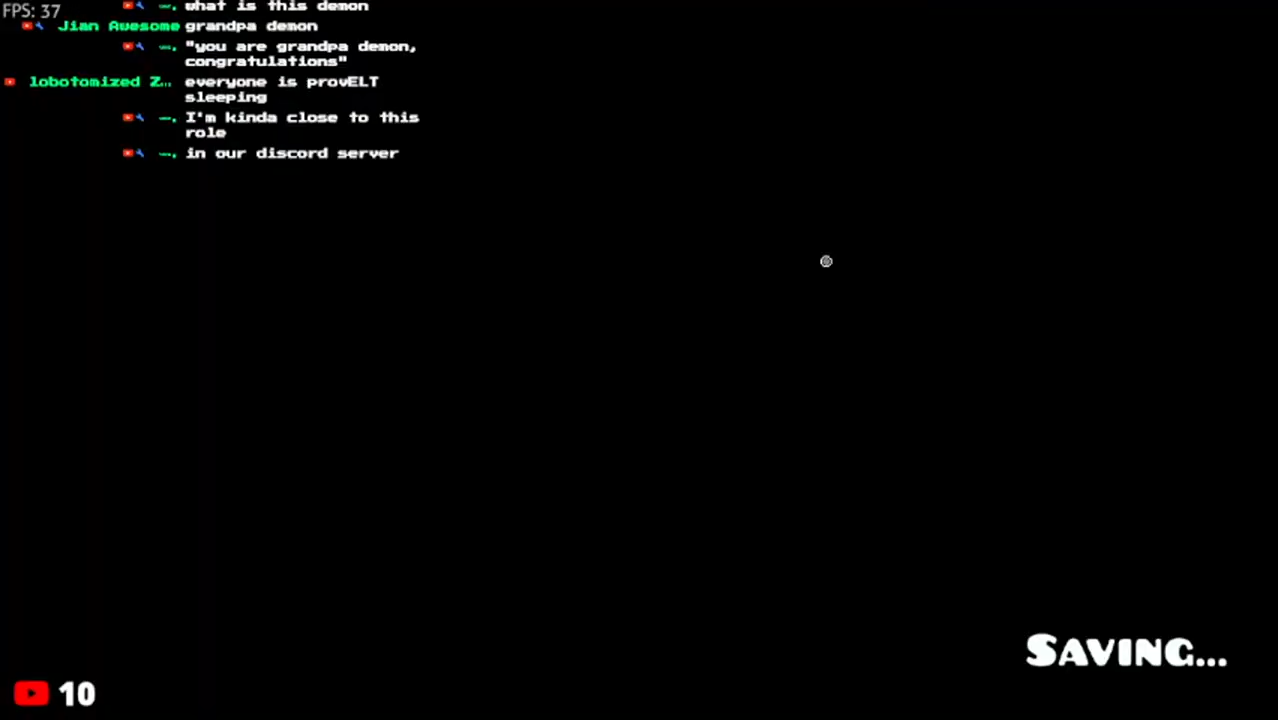 FPS: 37
~. what is this demon
Jian Awesome grandpa demon
~. "you are grandpa demon,
congratulations"
lobotomized Z... everyone is provELT
sleeping
~. I'm kinda close to this
role
~. in our discord server
Saving...
10